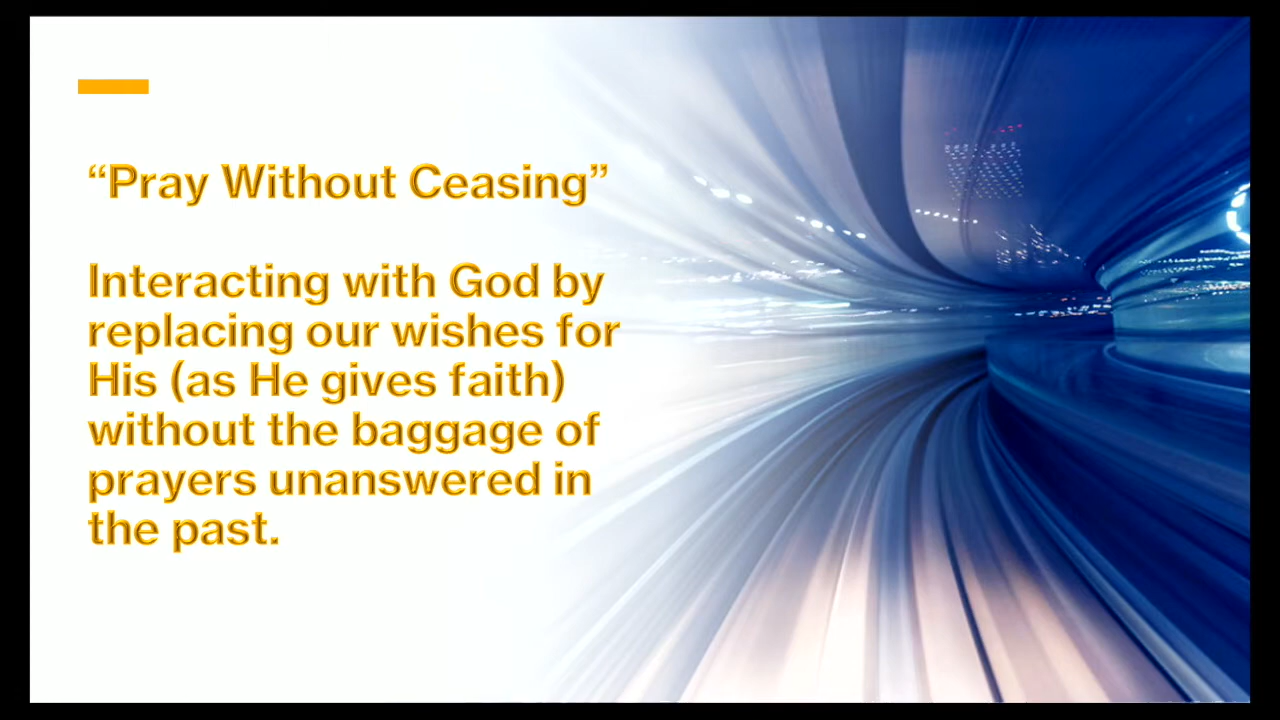 “Pray Without Ceasing”
Interacting with God by
replacing our wishes for
His (as He gives faith)
without the baggage of
prayers unanswered in
the past.